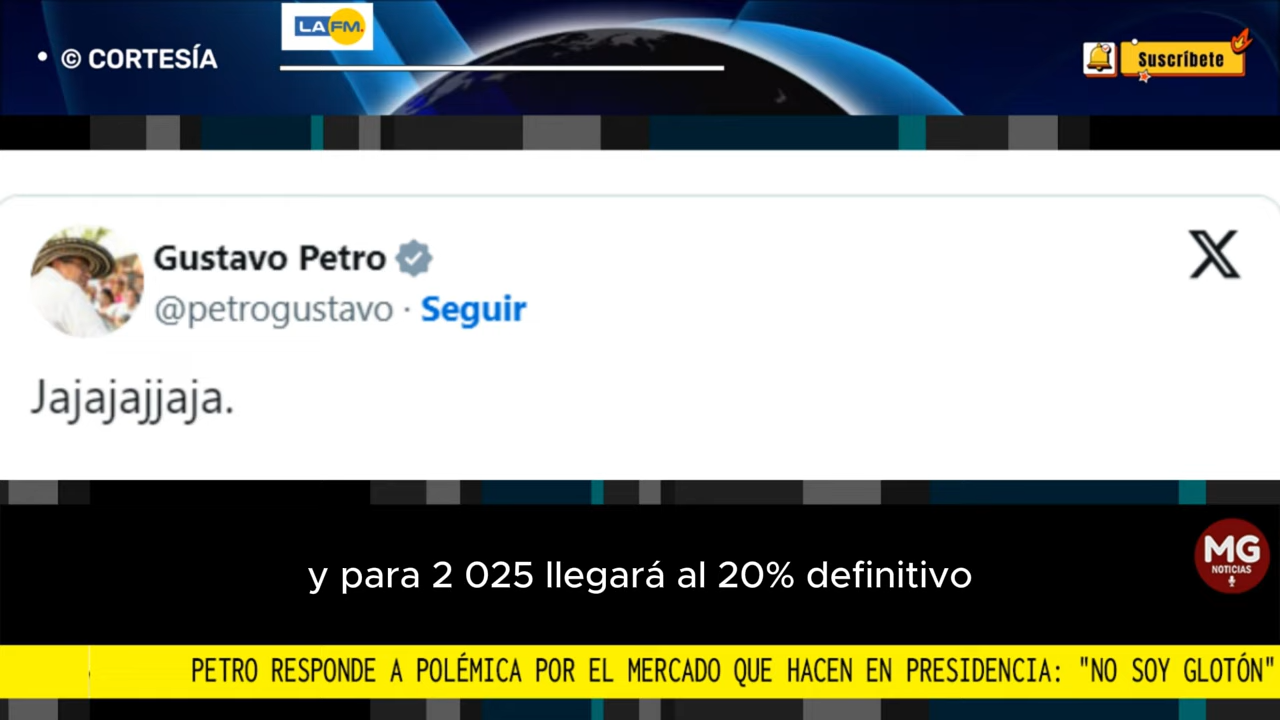 LA FM.
• © CORTESÍA
Suscríbete
Gustavo Petro
@petrogustavo · Seguir
X
Jajajajjaja.
y para 2 025 llegará al 20% definitivo
MG
NOTICIAS
PETRO RESPONDE A POLÉMICA POR EL MERCADO QUE HACEN EN PRESIDENCIA: "NO SOY GLOTÓN"